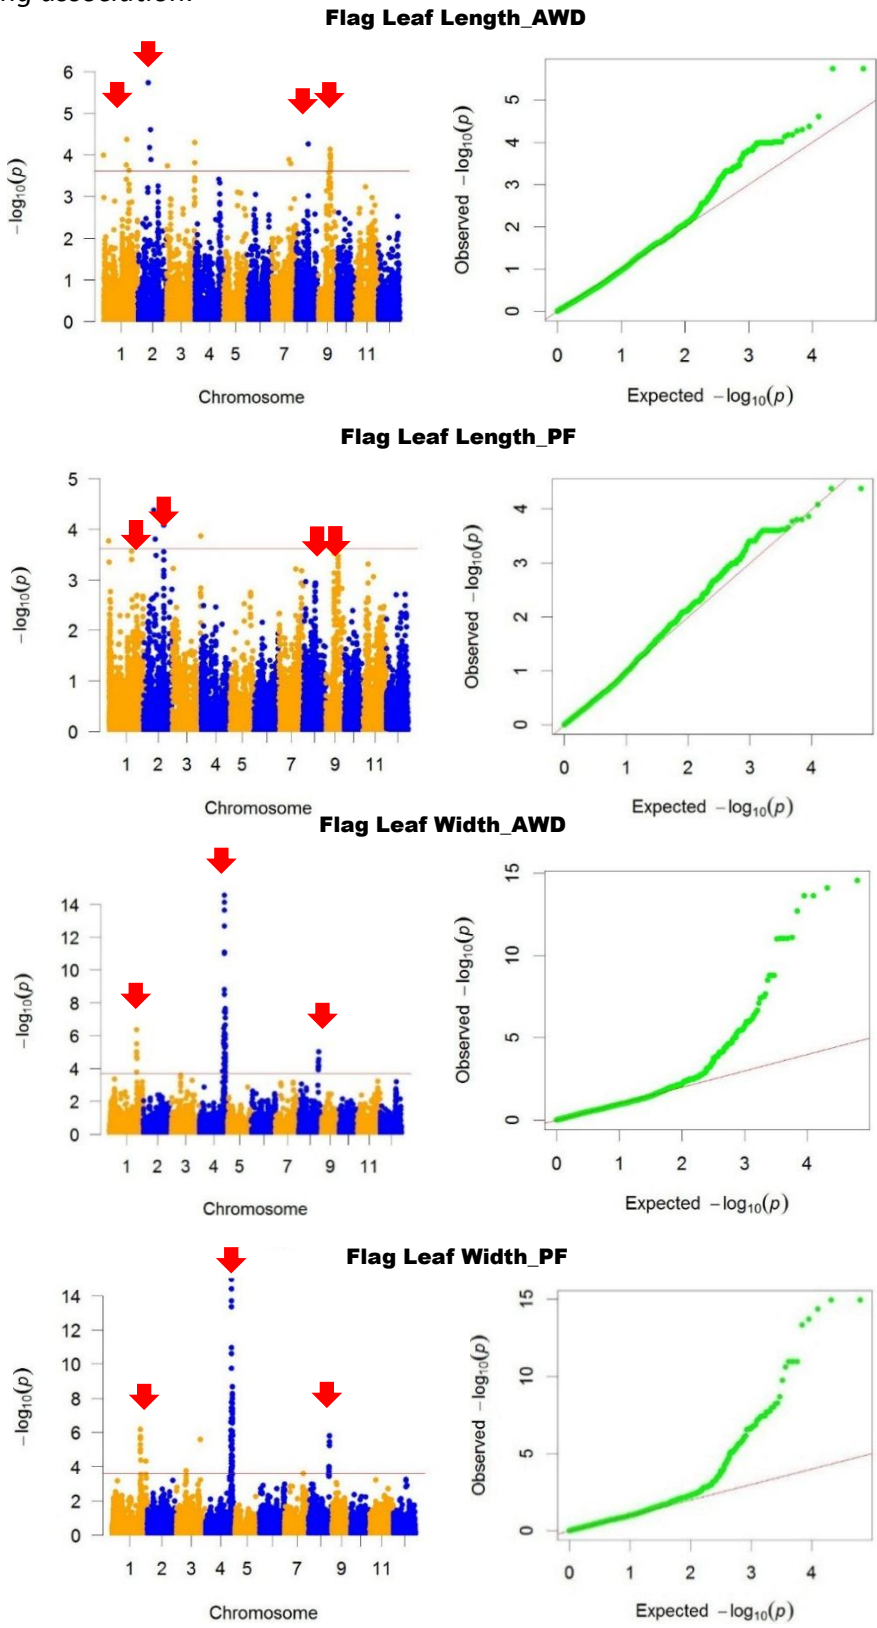 ng association.
Flag Leaf Length_AWD
6
5
4
3
2
1
0
−log10(p)
1 2 3 4 5 7 9 11
Chromosome
5
4
3
2
1
0
Observed −log10(p)
0 1 2 3 4
Expected −log10(p)
Flag Leaf Length_PF
5
4
3
2
1
0
−log10(p)
1 2 3 4 5 7 9 11
Chromosome
4
3
2
1
0
Observed −log10(p)
0 1 2 3 4
Expected −log10(p)
Flag Leaf Width_AWD
14
12
10
8
6
4
2
0
−log10(p)
1 2 3 4 5 7 9 11
Chromosome
15
10
5
0
Observed −log10(p)
0 1 2 3 4
Expected −log10(p)
Flag Leaf Width_PF
14
12
10
8
6
4
2
0
−log10(p)
1 2 3 4 5 7 9 11
Chromosome
15
10
5
0
Observed −log10(p)
0 1 2 3 4
Expected −log10(p)